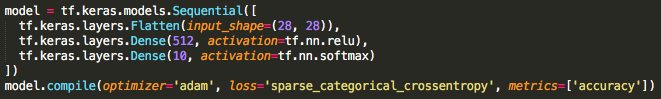 model = tf.keras.models.Sequential([
  tf.keras.layers.Flatten(input_shape=(28, 28)),
  tf.keras.layers.Dense(512, activation=tf.nn.relu),
  tf.keras.layers.Dense(10, activation=tf.nn.softmax)
])
model.compile(optimizer='adam', loss='sparse_categorical_crossentropy', metrics=['accuracy'])